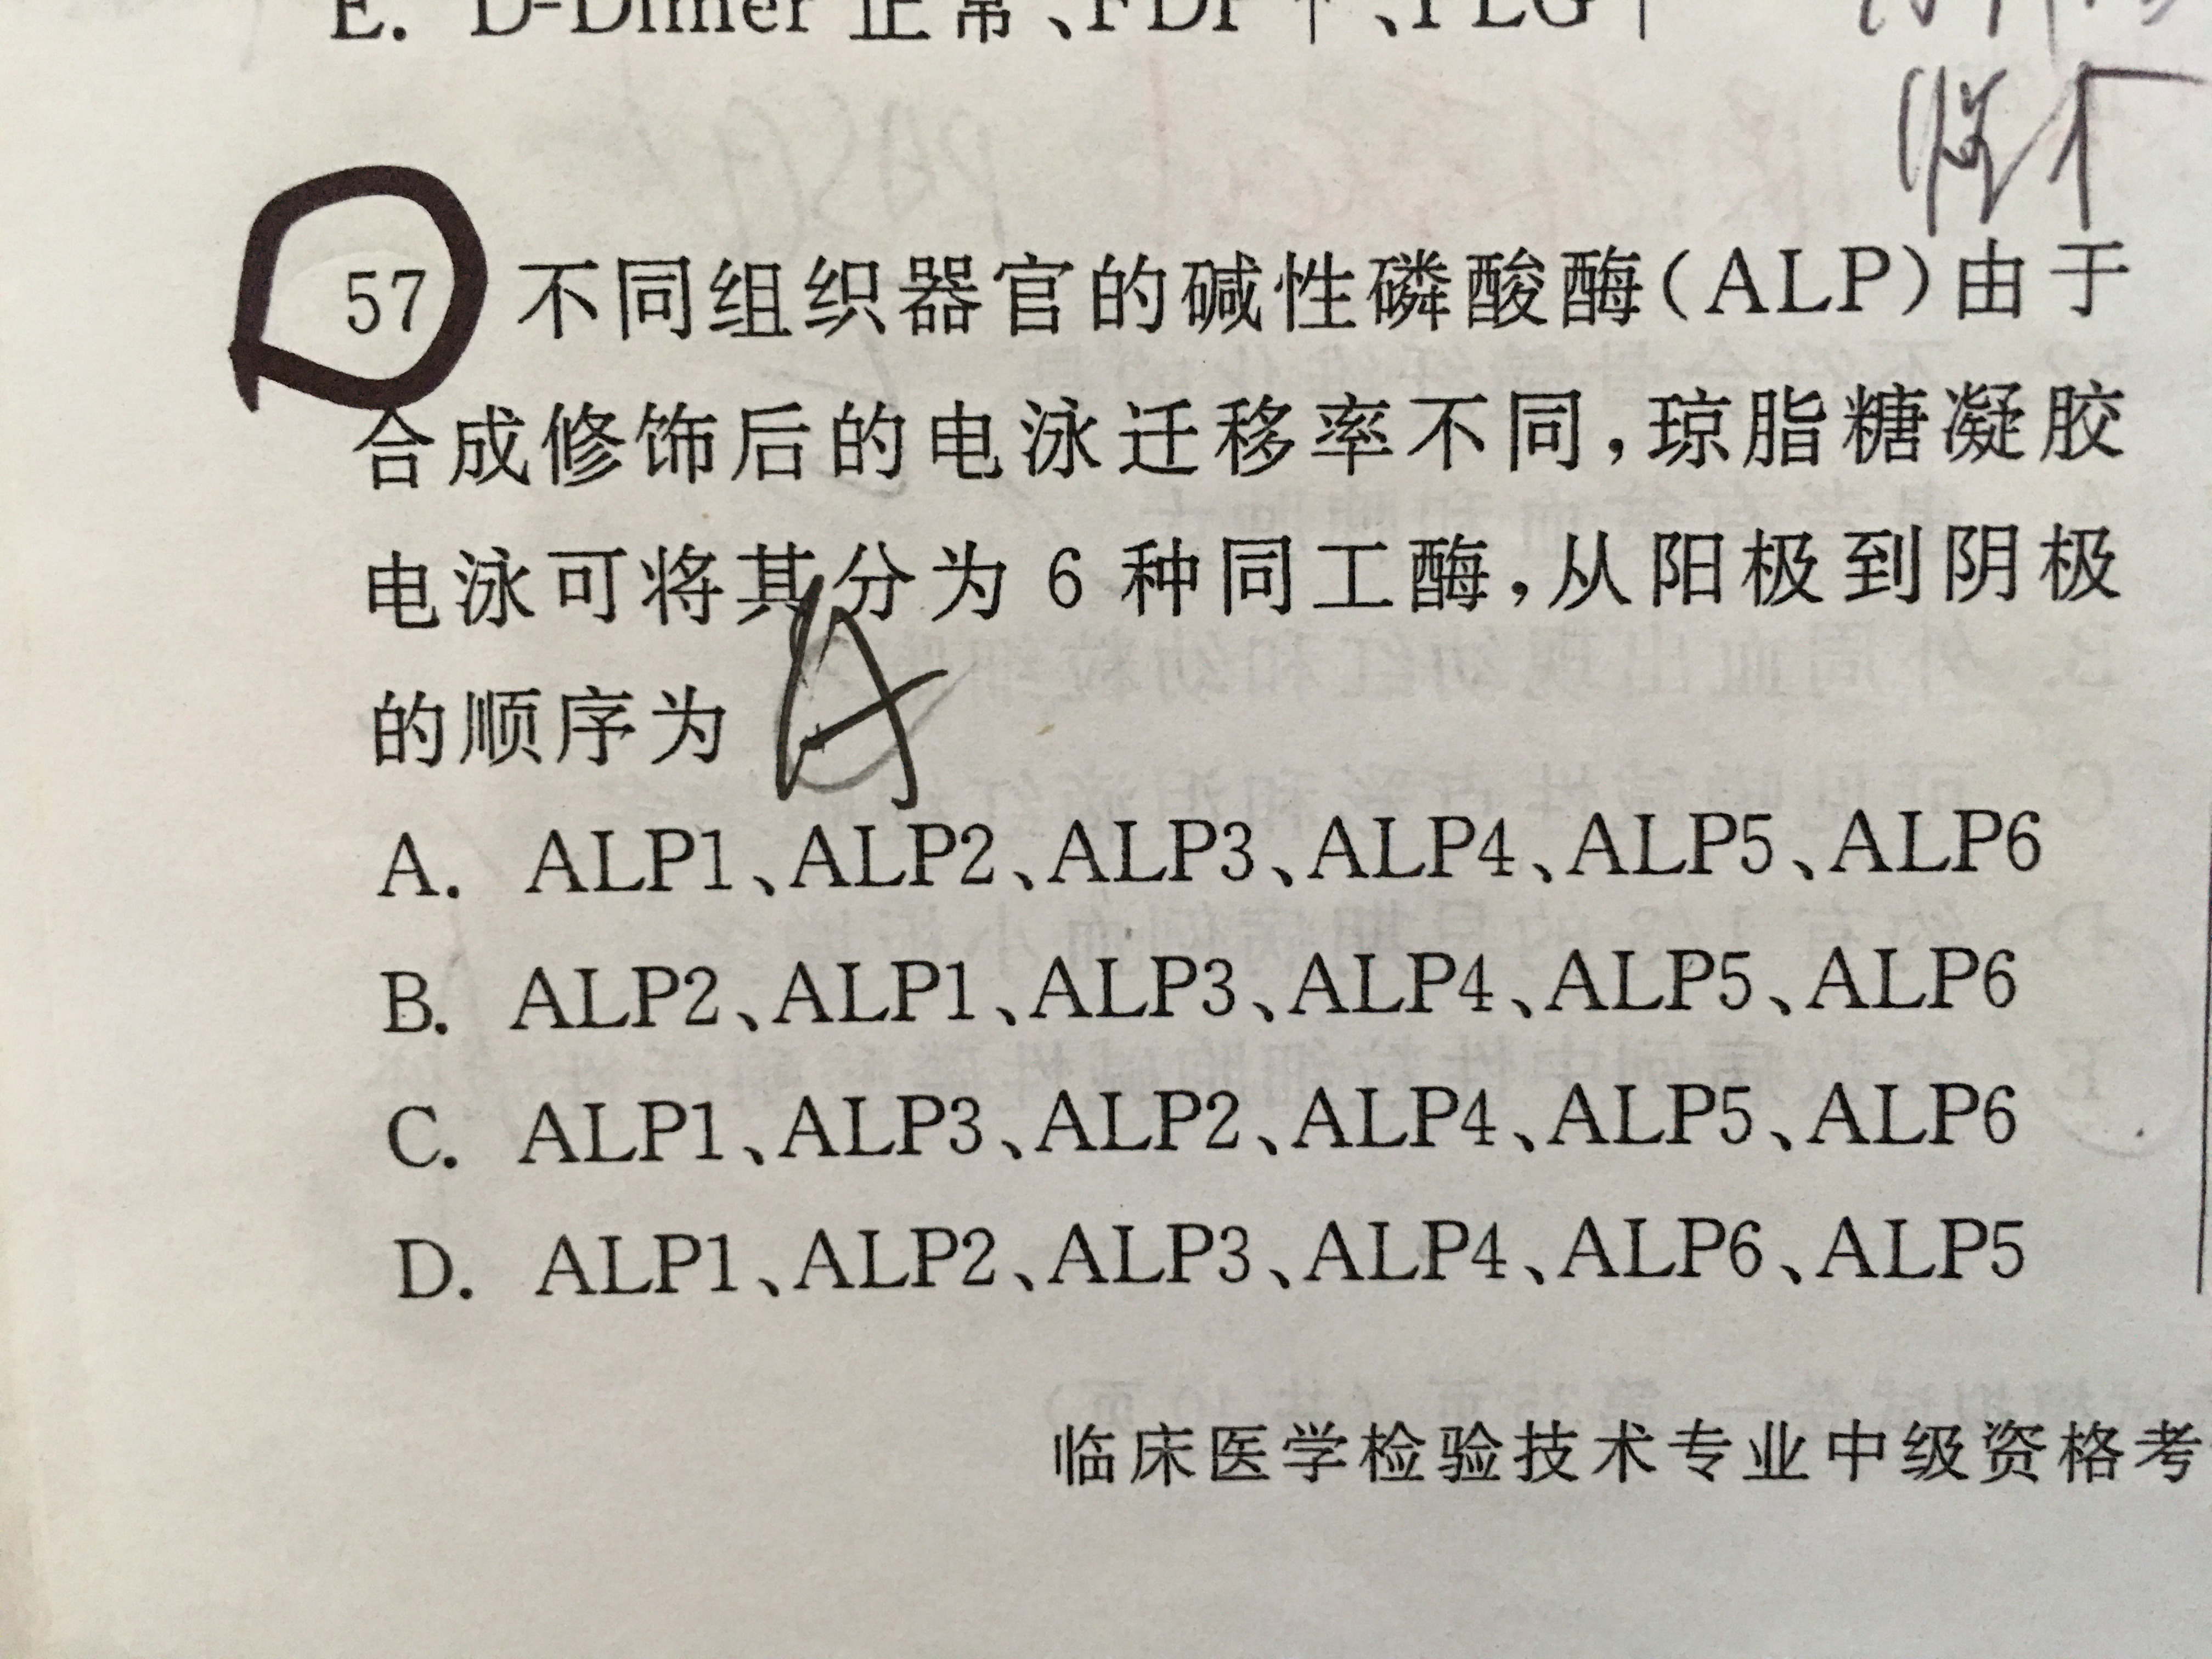 E. D-Dimer 正常、FDP↑、PLG↓
57 不同组织器官的碱性磷酸酶(ALP)由于
合成修饰后的电泳迁移率不同,琼脂糖凝胶
电泳可将其分为 6 种同工酶,从阳极到阴极
的顺序为
A. ALP1、ALP2、ALP3、ALP4、ALP5、ALP6
B. ALP2、ALP1、ALP3、ALP4、ALP5、ALP6
C. ALP1、ALP3、ALP2、ALP4、ALP5、ALP6
D. ALP1、ALP2、ALP3、ALP4、ALP6、ALP5
临床医学检验技术专业中级资格考